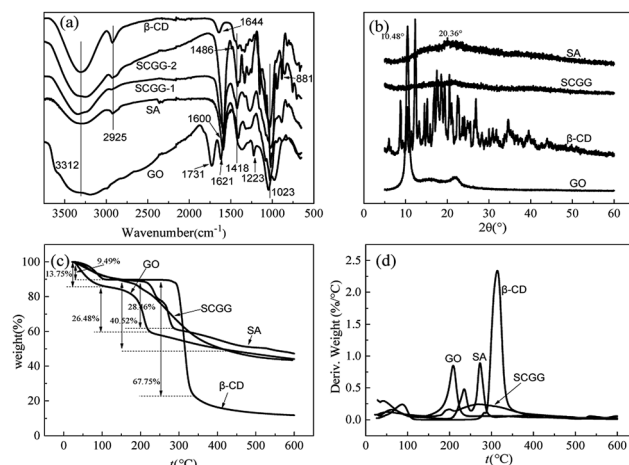 (a)
β-CD
1644
1486
SCGG-2
881
SCGG-1
SA
1600
2925
3312
GO
1731
1621
1418
1223
1023
3500 3000 2500 2000 1500 1000 500
Wavenumber(cm-1)
(b)
10.48°
20.36°
SA
SCGG
β-CD
GO
0 10 20 30 40 50 60
2θ(°)
(c)
100
80
60
40
20
0
weight(%)
9.49%
13.75%
GO
26.48%
40.52%
SCGG
SA
67.75%
β-CD
0 100 200 300 400 500 600
t(°C)
(d)
2.5
2.0
1.5
1.0
0.5
0.0
Deriv. Weight (%/°C)
β-CD
GO
SA
SCGG
0 100 200 300 400 500 600
t(°C)